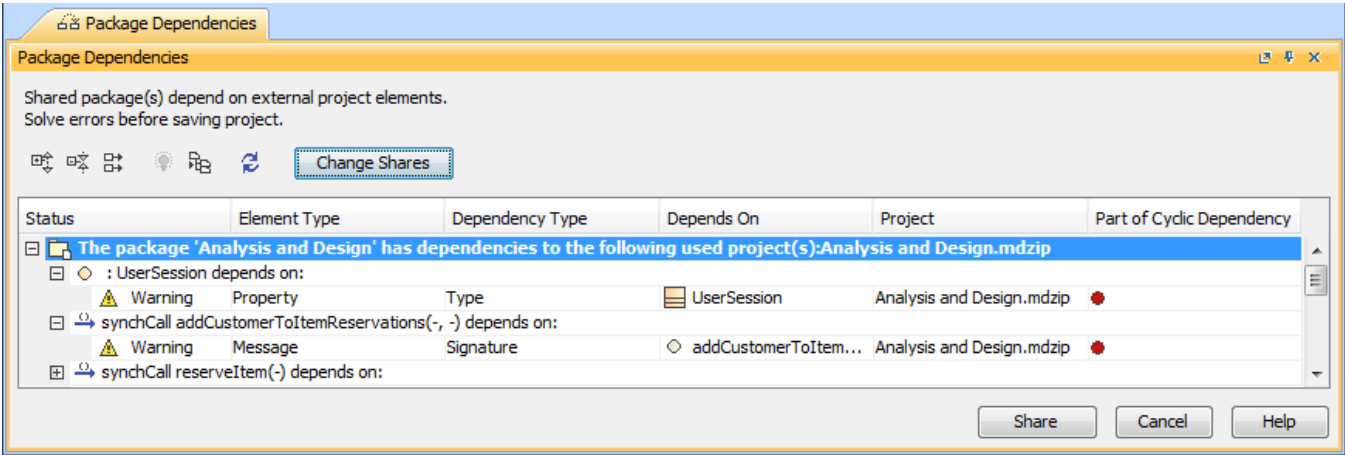 Package Dependencies
Package Dependencies
Shared package(s) depend on external project elements.
Solve errors before saving project.
Change Shares
Status Element Type Dependency Type Depends On Project Part of Cyclic Dependency
The package 'Analysis and Design' has dependencies to the following used project(s):Analysis and Design.mdzip
: UserSession depends on:
Warning Property Type UserSession Analysis and Design.mdzip
synchCall addCustomerToItemReservations(-, -) depends on:
Warning Message Signature addCustomerToItem... Analysis and Design.mdzip
synchCall reserveItem(-) depends on:
Share Cancel Help